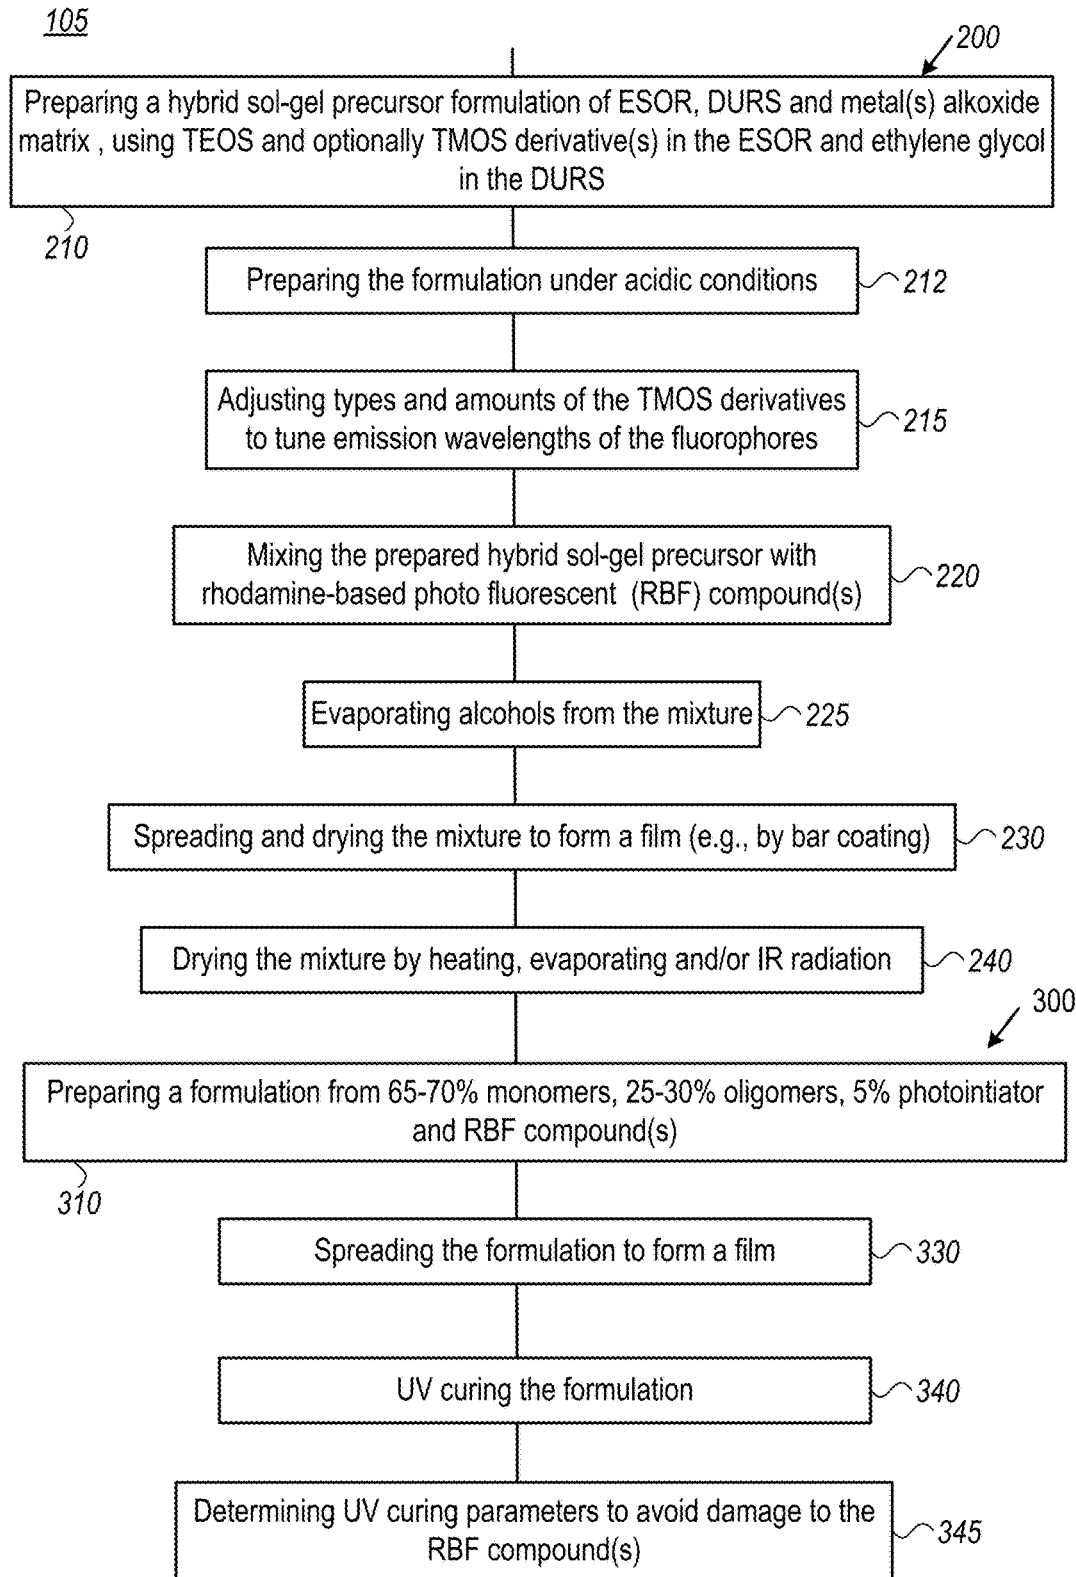 105
200
Preparing a hybrid sol-gel precursor formulation of ESOR, DURS and metal(s) alkoxide
matrix , using TEOS and optionally TMOS derivative(s) in the ESOR and ethylene glycol
in the DURS
210
Preparing the formulation under acidic conditions
212
Adjusting types and amounts of the TMOS derivatives
to tune emission wavelengths of the fluorophores
215
Mixing the prepared hybrid sol-gel precursor with
rhodamine-based photo fluorescent (RBF) compound(s)
220
Evaporating alcohols from the mixture
225
Spreading and drying the mixture to form a film (e.g., by bar coating)
230
Drying the mixture by heating, evaporating and/or IR radiation
240
300
Preparing a formulation from 65-70% monomers, 25-30% oligomers, 5% photointiator
and RBF compound(s)
310
Spreading the formulation to form a film
330
UV curing the formulation
340
Determining UV curing parameters to avoid damage to the
RBF compound(s)
345